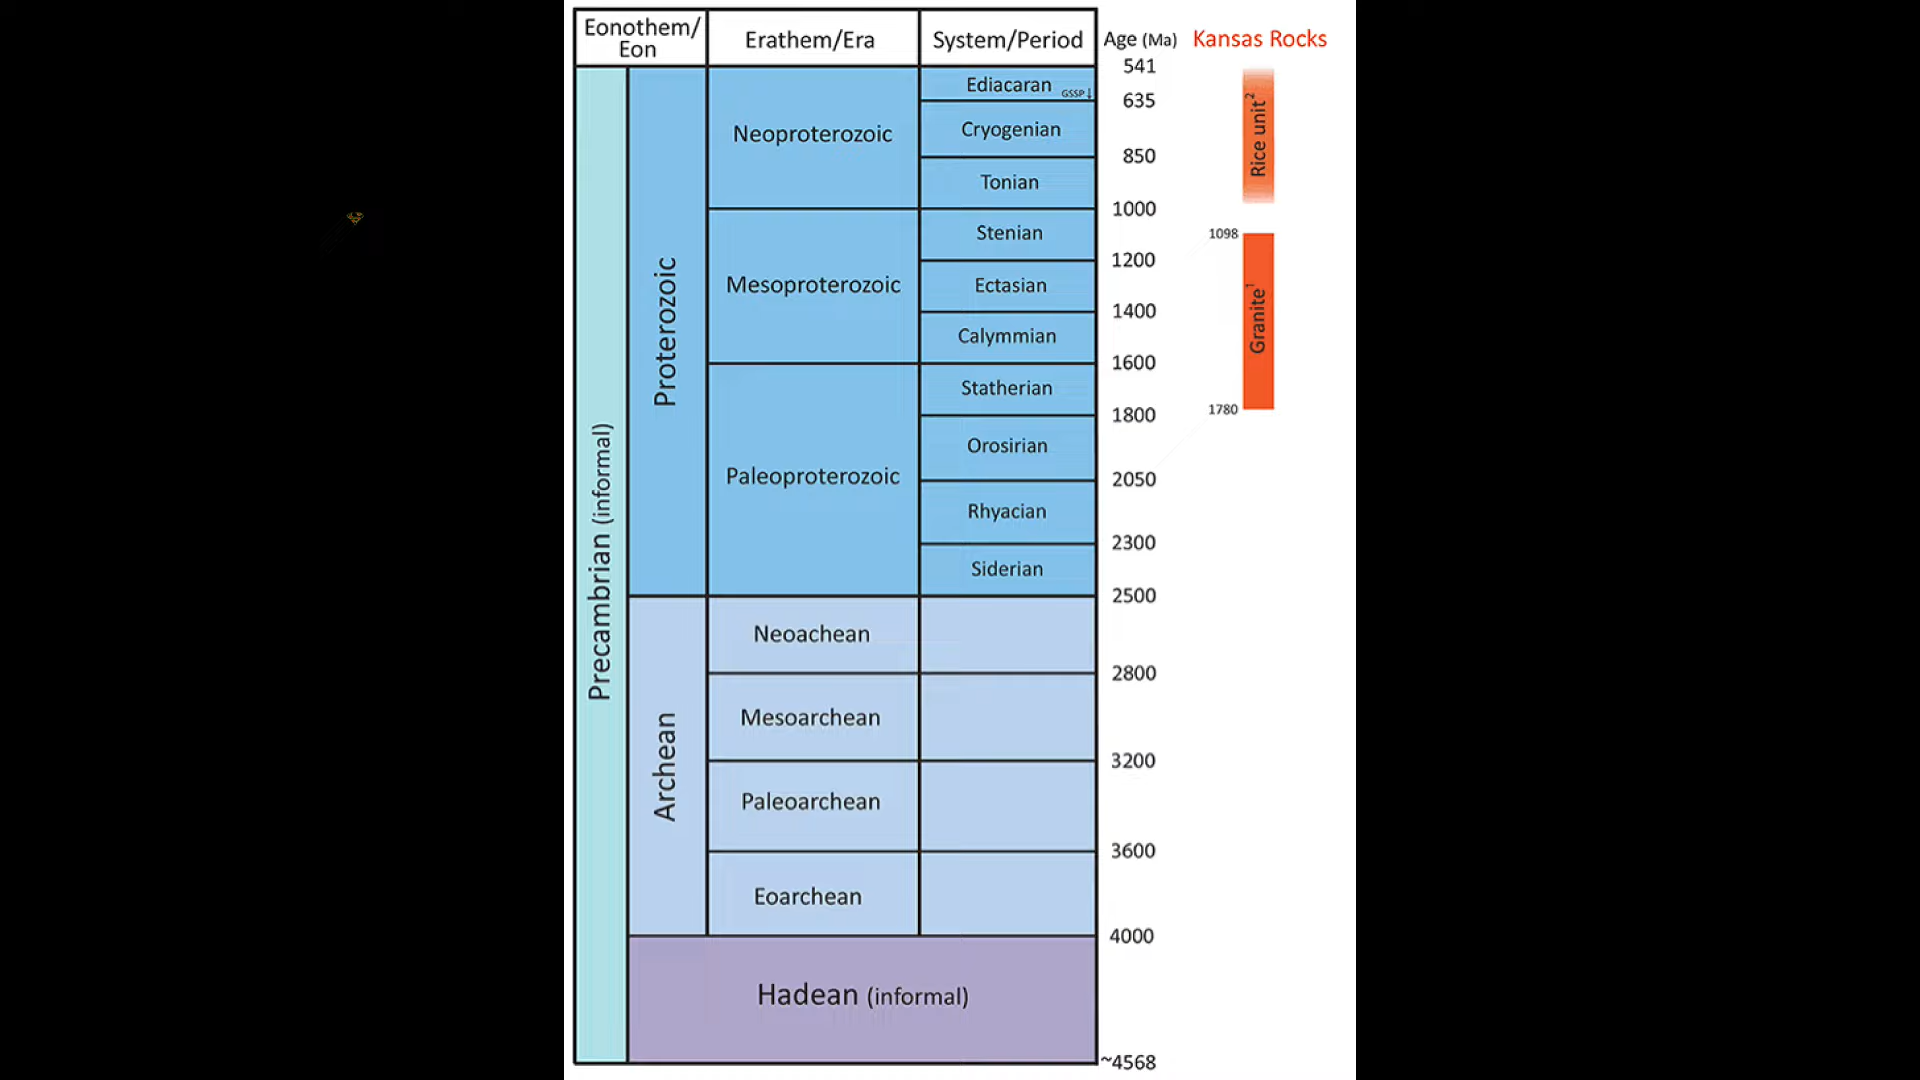 Eonothem/
Eon
Erathem/Era
System/Period
Age (Ma)
Kansas Rocks
541
Ediacaran
GSSP↓
635
Rice unit²
Neoproterozoic
Cryogenian
850
Tonian
1000
Stenian
1098
1200
Proterozoic
Mesoproterozoic
Ectasian
Granite¹
1400
Calymmian
1600
Statherian
1780
1800
Orosirian
Paleoproterozoic
2050
Rhyacian
2300
Precambrian (informal)
Siderian
2500
Neoachean
2800
Mesoarchean
3200
Archean
Paleoarchean
3600
Eoarchean
4000
Hadean (informal)
~4568